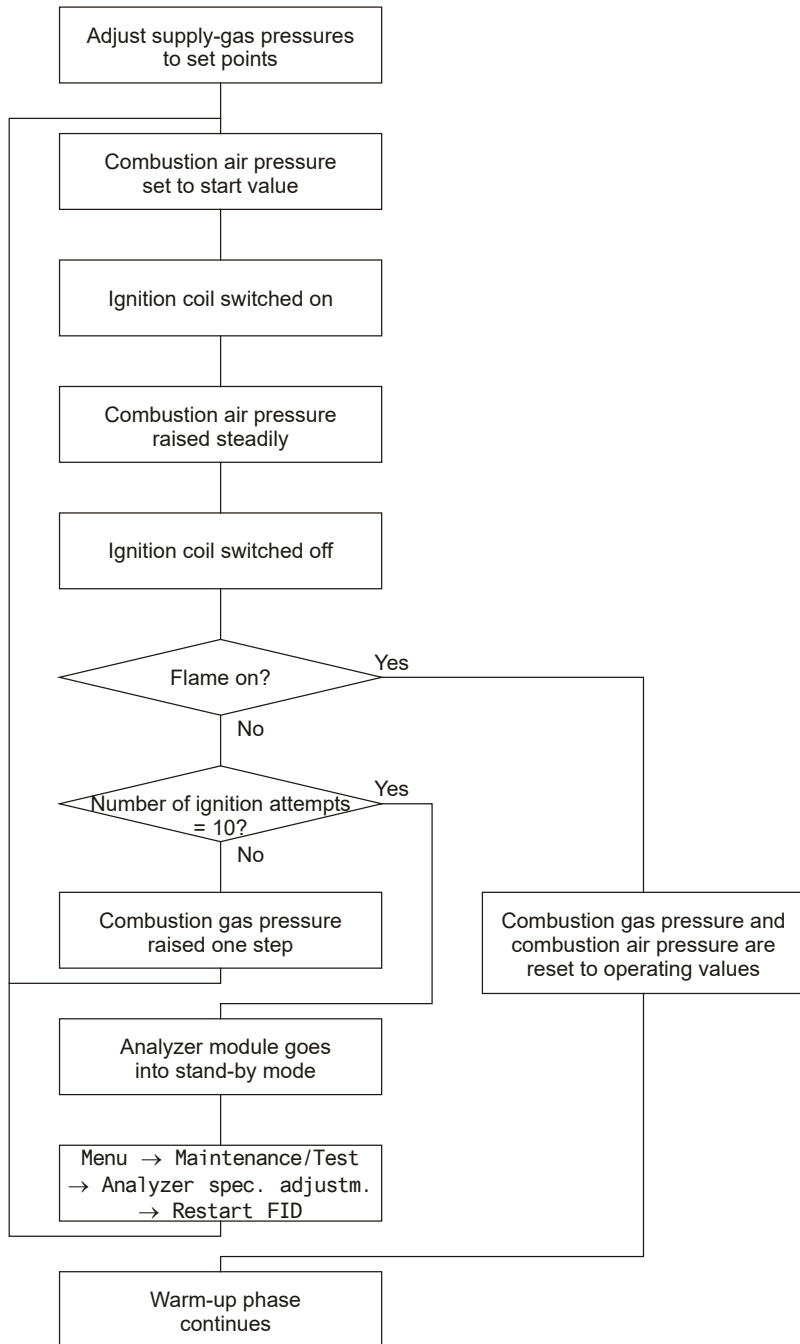 Adjust supply-gas pressures
to set points
Combustion air pressure
set to start value
Ignition coil switched on
Combustion air pressure
raised steadily
Ignition coil switched off
Flame on?
Yes
No
Number of ignition attempts
= 10?
Yes
No
Combustion gas pressure
raised one step
Combustion gas pressure and
combustion air pressure are
reset to operating values
Analyzer module goes
into stand-by mode
Menu → Maintenance/Test
→ Analyzer spec. adjustm.
→ Restart FID
Warm-up phase
continues